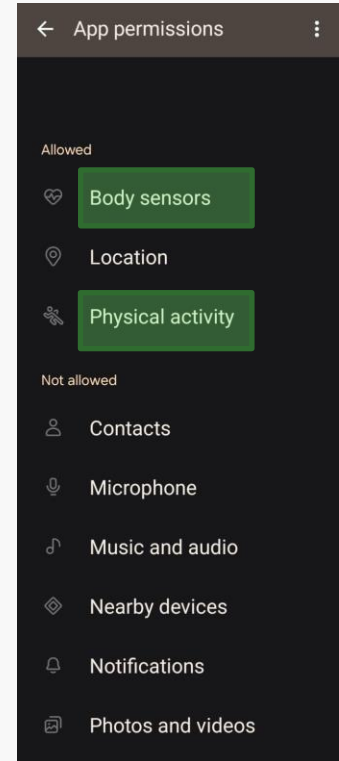 App permissions
Allowed
Body sensors
Location
Physical activity
Not allowed
Contacts
Microphone
Music and audio
Nearby devices
Notifications
Photos and videos